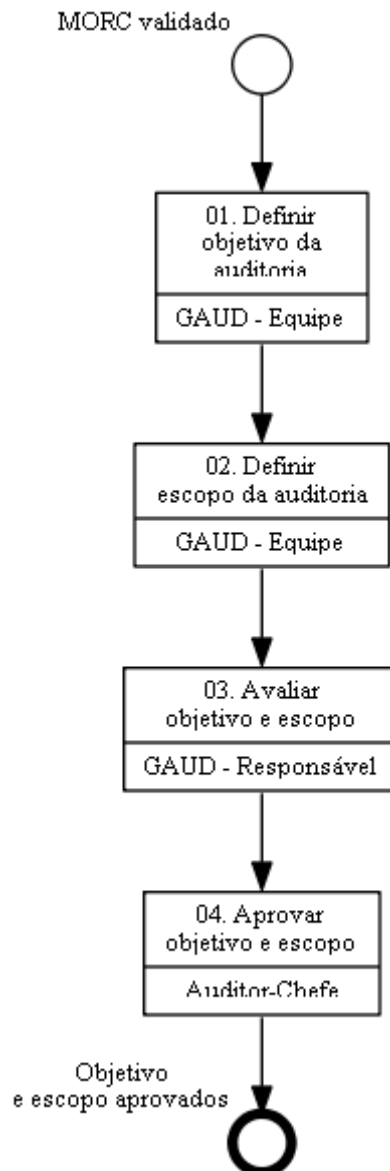 MORC validado
01. Definir
objetivo da
auditoria
GAUD - Equipe
02. Definir
escopo da auditoria
GAUD - Equipe
03. Avaliar
objetivo e escopo
GAUD - Responsável
04. Aprovar
objetivo e escopo
Auditor-Chefe
Objetivo
e escopo aprovados